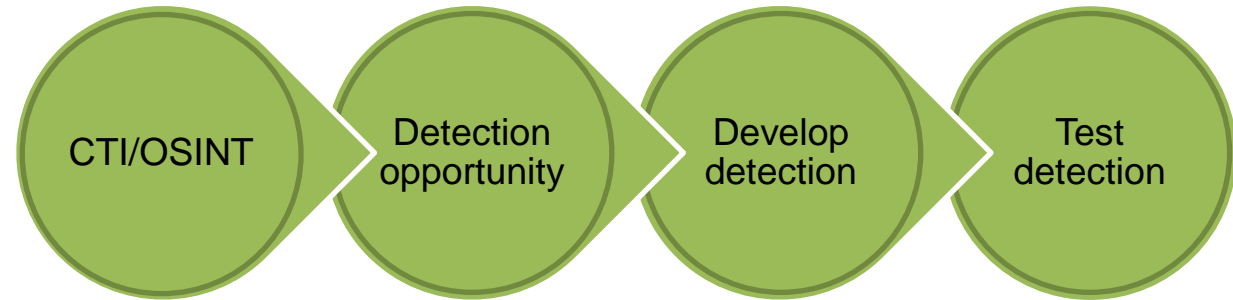 CTI/OSINT
Detection
opportunity
Develop
detection
Test
detection